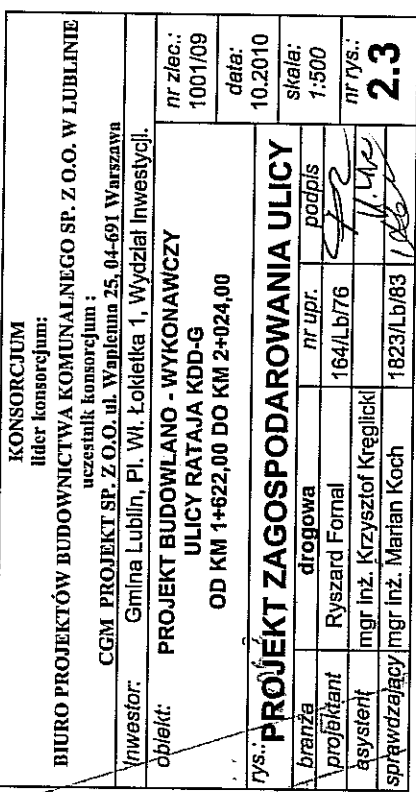 KONSORCJUM
lider konsorcjum:
BIURO PROJEKTÓW BUDOWNICTWA KOMUNALNEGO SP. Z O.O. W LUBLINIE
uczestnik konsorcjum :
CGM PROJEKT SP. Z O.O. ul. Wapienna 25, 04-691 Warszawa
Inwestor: Gmina Lublin, Pl. Wł. Łokietka 1, Wydział Inwestycji.
obiekt: PROJEKT BUDOWLANO - WYKONAWCZY
ULICY RATAJA KDD-G
OD KM 1+622,00 DO KM 2+024,00
nr zlec.:
1001/09
data:
10.2010
rys.: PROJEKT ZAGOSPODAROWANIA ULICY
skala:
1:500
branża drogowa nr upr. podpis
projektant Ryszard Fornal 164/Lb/76
asystent mgr inż. Krzysztof Kręglicki
sprawdzający mgr inż. Marian Koch 1823/Lb/83
nr rys.:
2.3